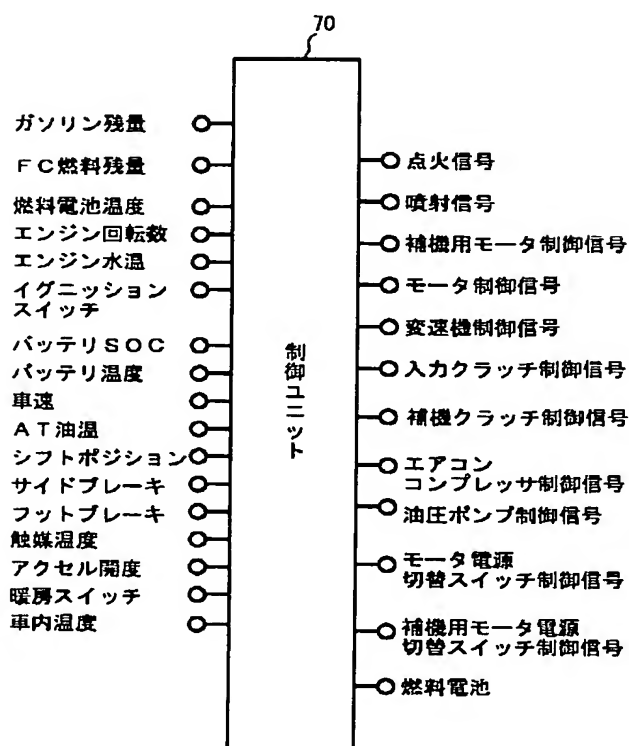 70
ガソリン残量
ＦＣ燃料残量
燃料電池温度
エンジン回転数
エンジン水温
イグニッション
スイッチ
バッテリＳＯＣ
バッテリ温度
車速
ＡＴ油温
シフトポジション
サイドブレーキ
フットブレーキ
触媒温度
アクセル開度
暖房スイッチ
車内温度
制御ユニット
点火信号
噴射信号
補機用モータ制御信号
モータ制御信号
変速機制御信号
入力クラッチ制御信号
補機クラッチ制御信号
エアコン
コンプレッサ制御信号
油圧ポンプ制御信号
モータ電源
切替スイッチ制御信号
補機用モータ電源
切替スイッチ制御信号
燃料電池